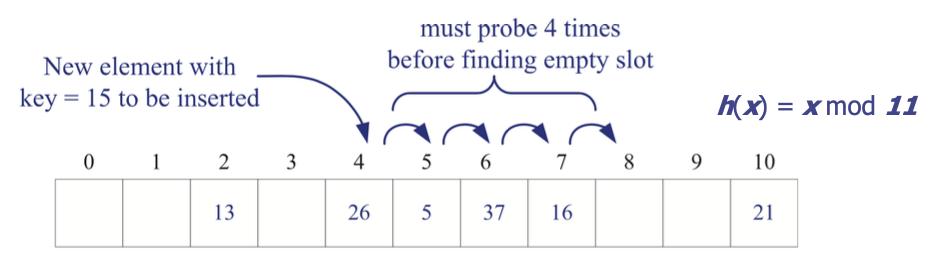 must probe 4 times
before finding empty slot
New element with
key = 15 to be inserted
h(x) = x mod 11
0 1 2 3 4 5 6 7 8 9 10
13 26 5 37 16 21